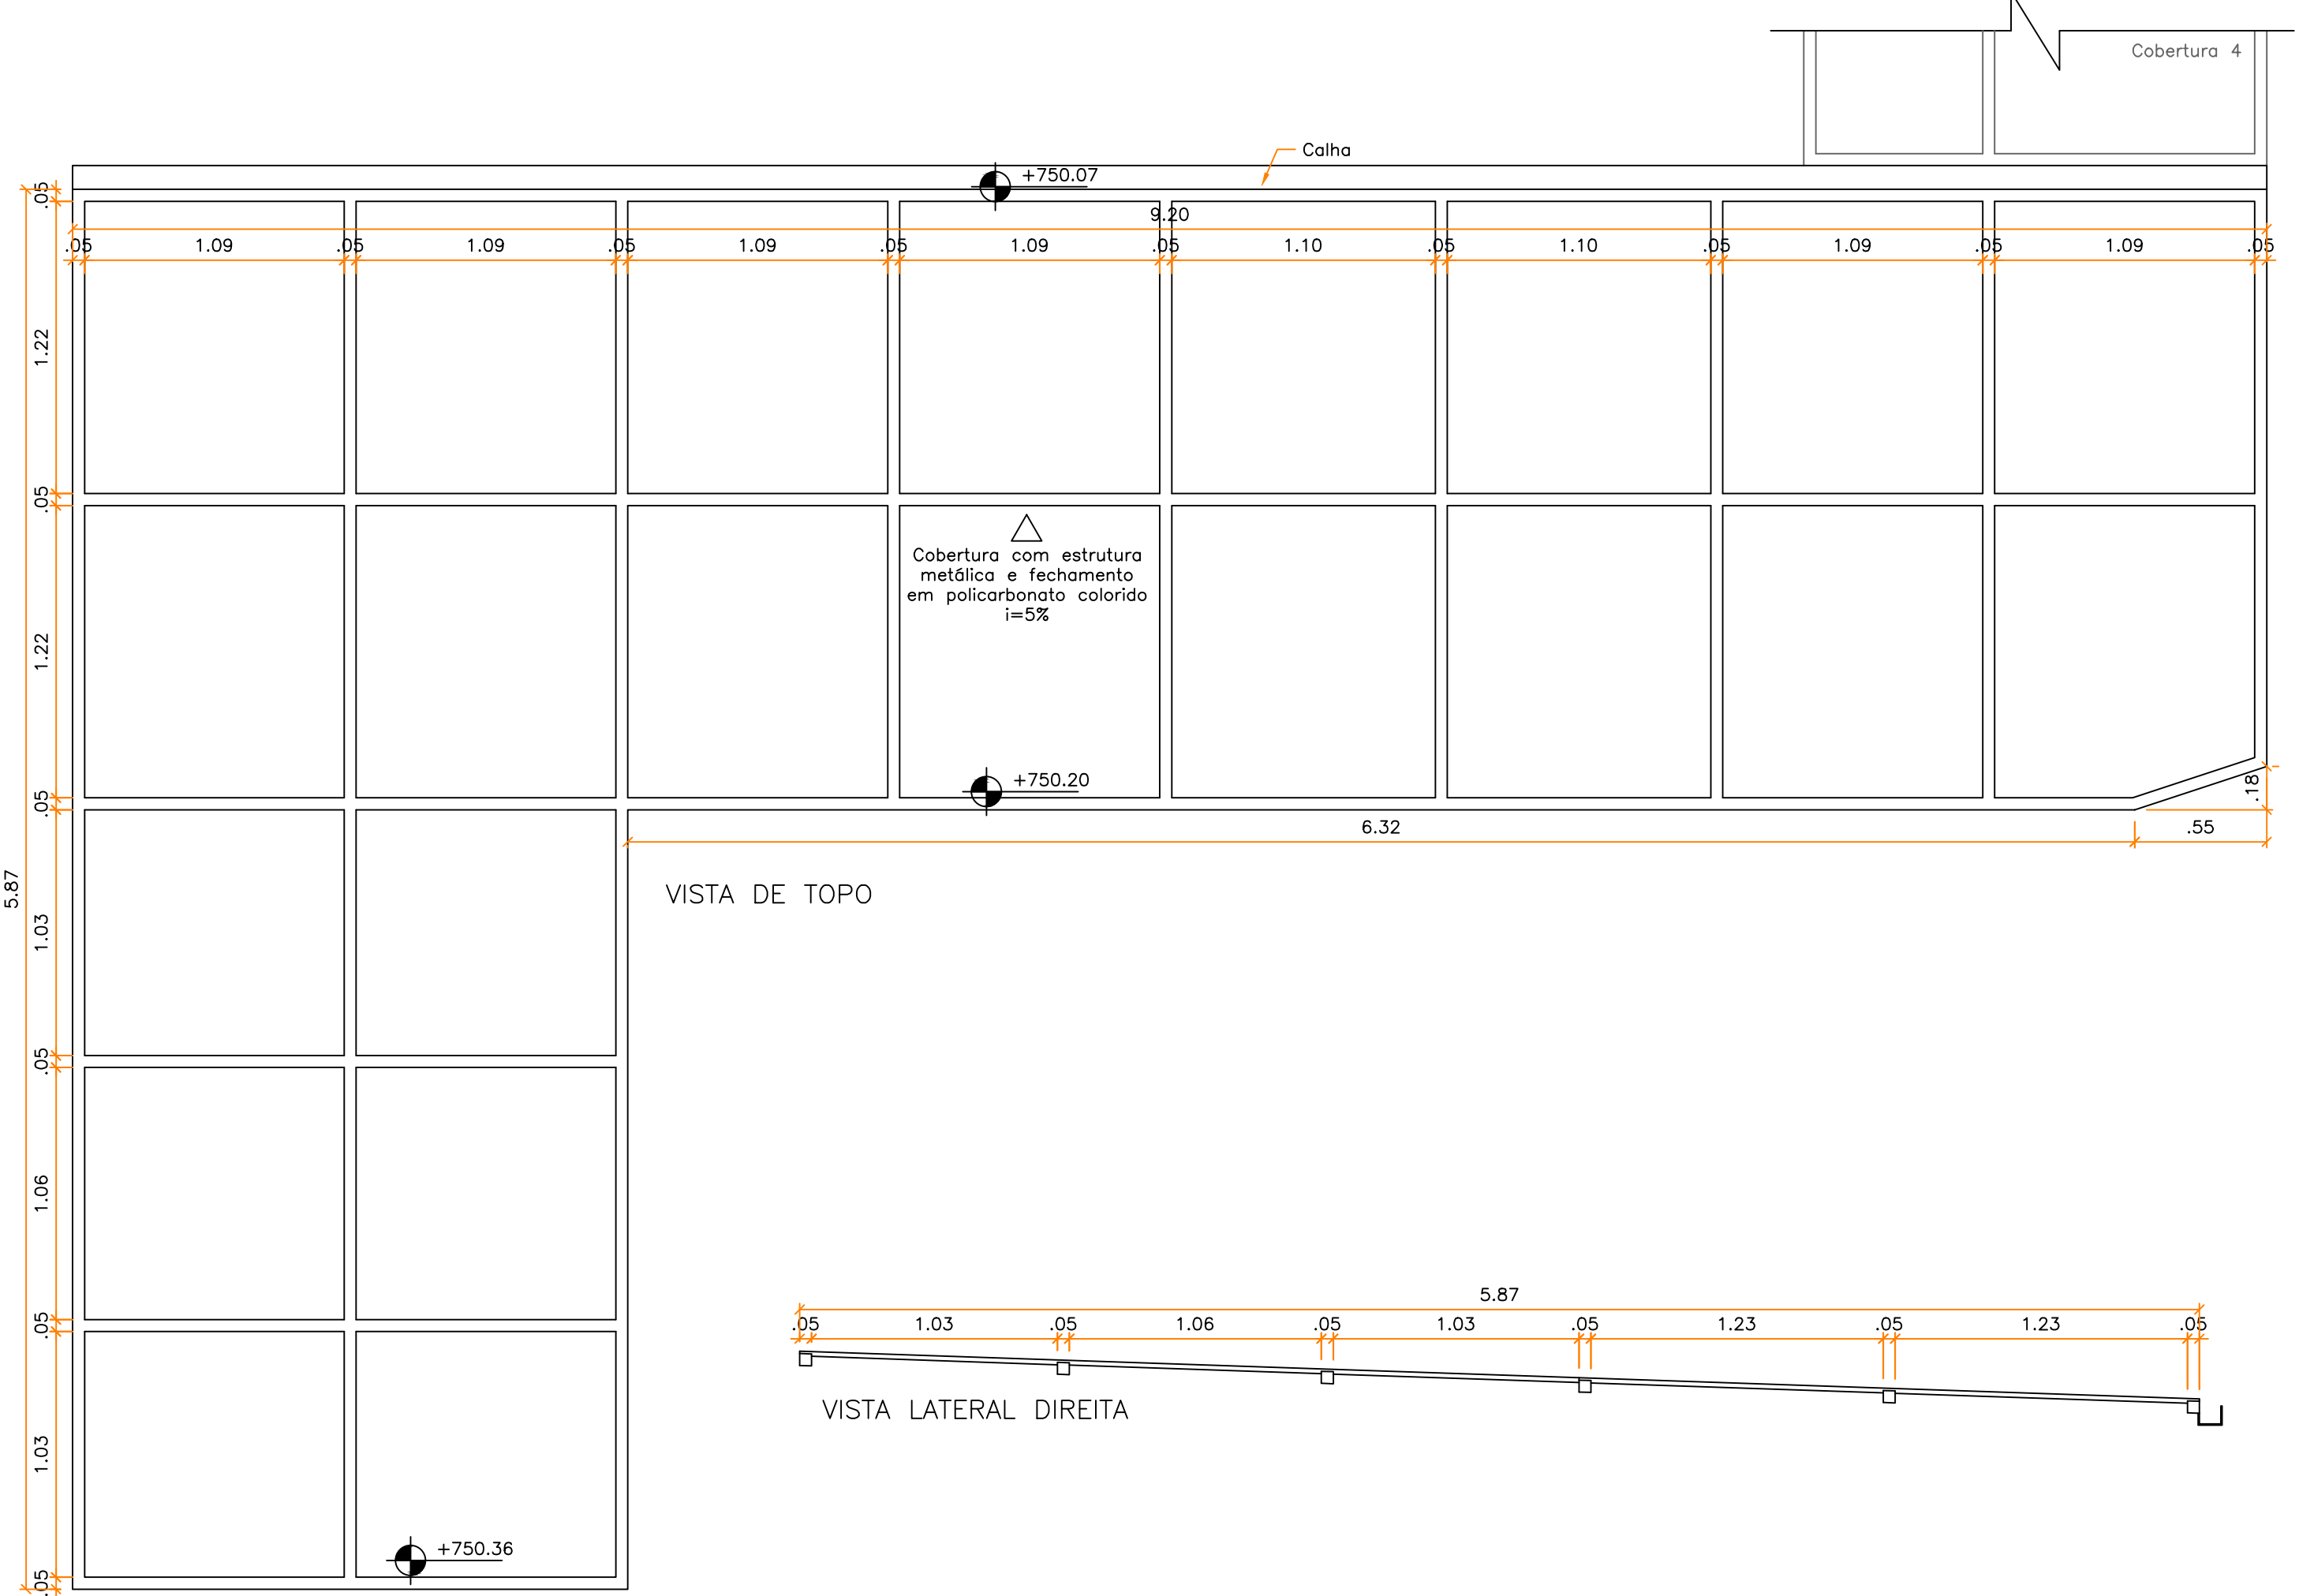 Cobertura 4
Calha
+750.07
9.20
.05 1.09 .05 1.09 .05 1.09 .05 1.09 .05 1.10 .05 1.10 .05 1.09 .05 1.09 .05
.05
1.22
.05
1.22
.05
1.03
.05
1.06
.05
1.03
.05
5.87
Cobertura com estrutura
metálica e fechamento
em policarbonato colorido
i=5%
+750.20
.18
6.32 .55
VISTA DE TOPO
+750.36
5.87
.05 1.03 .05 1.06 .05 1.03 .05 1.23 .05 1.23 .05
VISTA LATERAL DIREITA